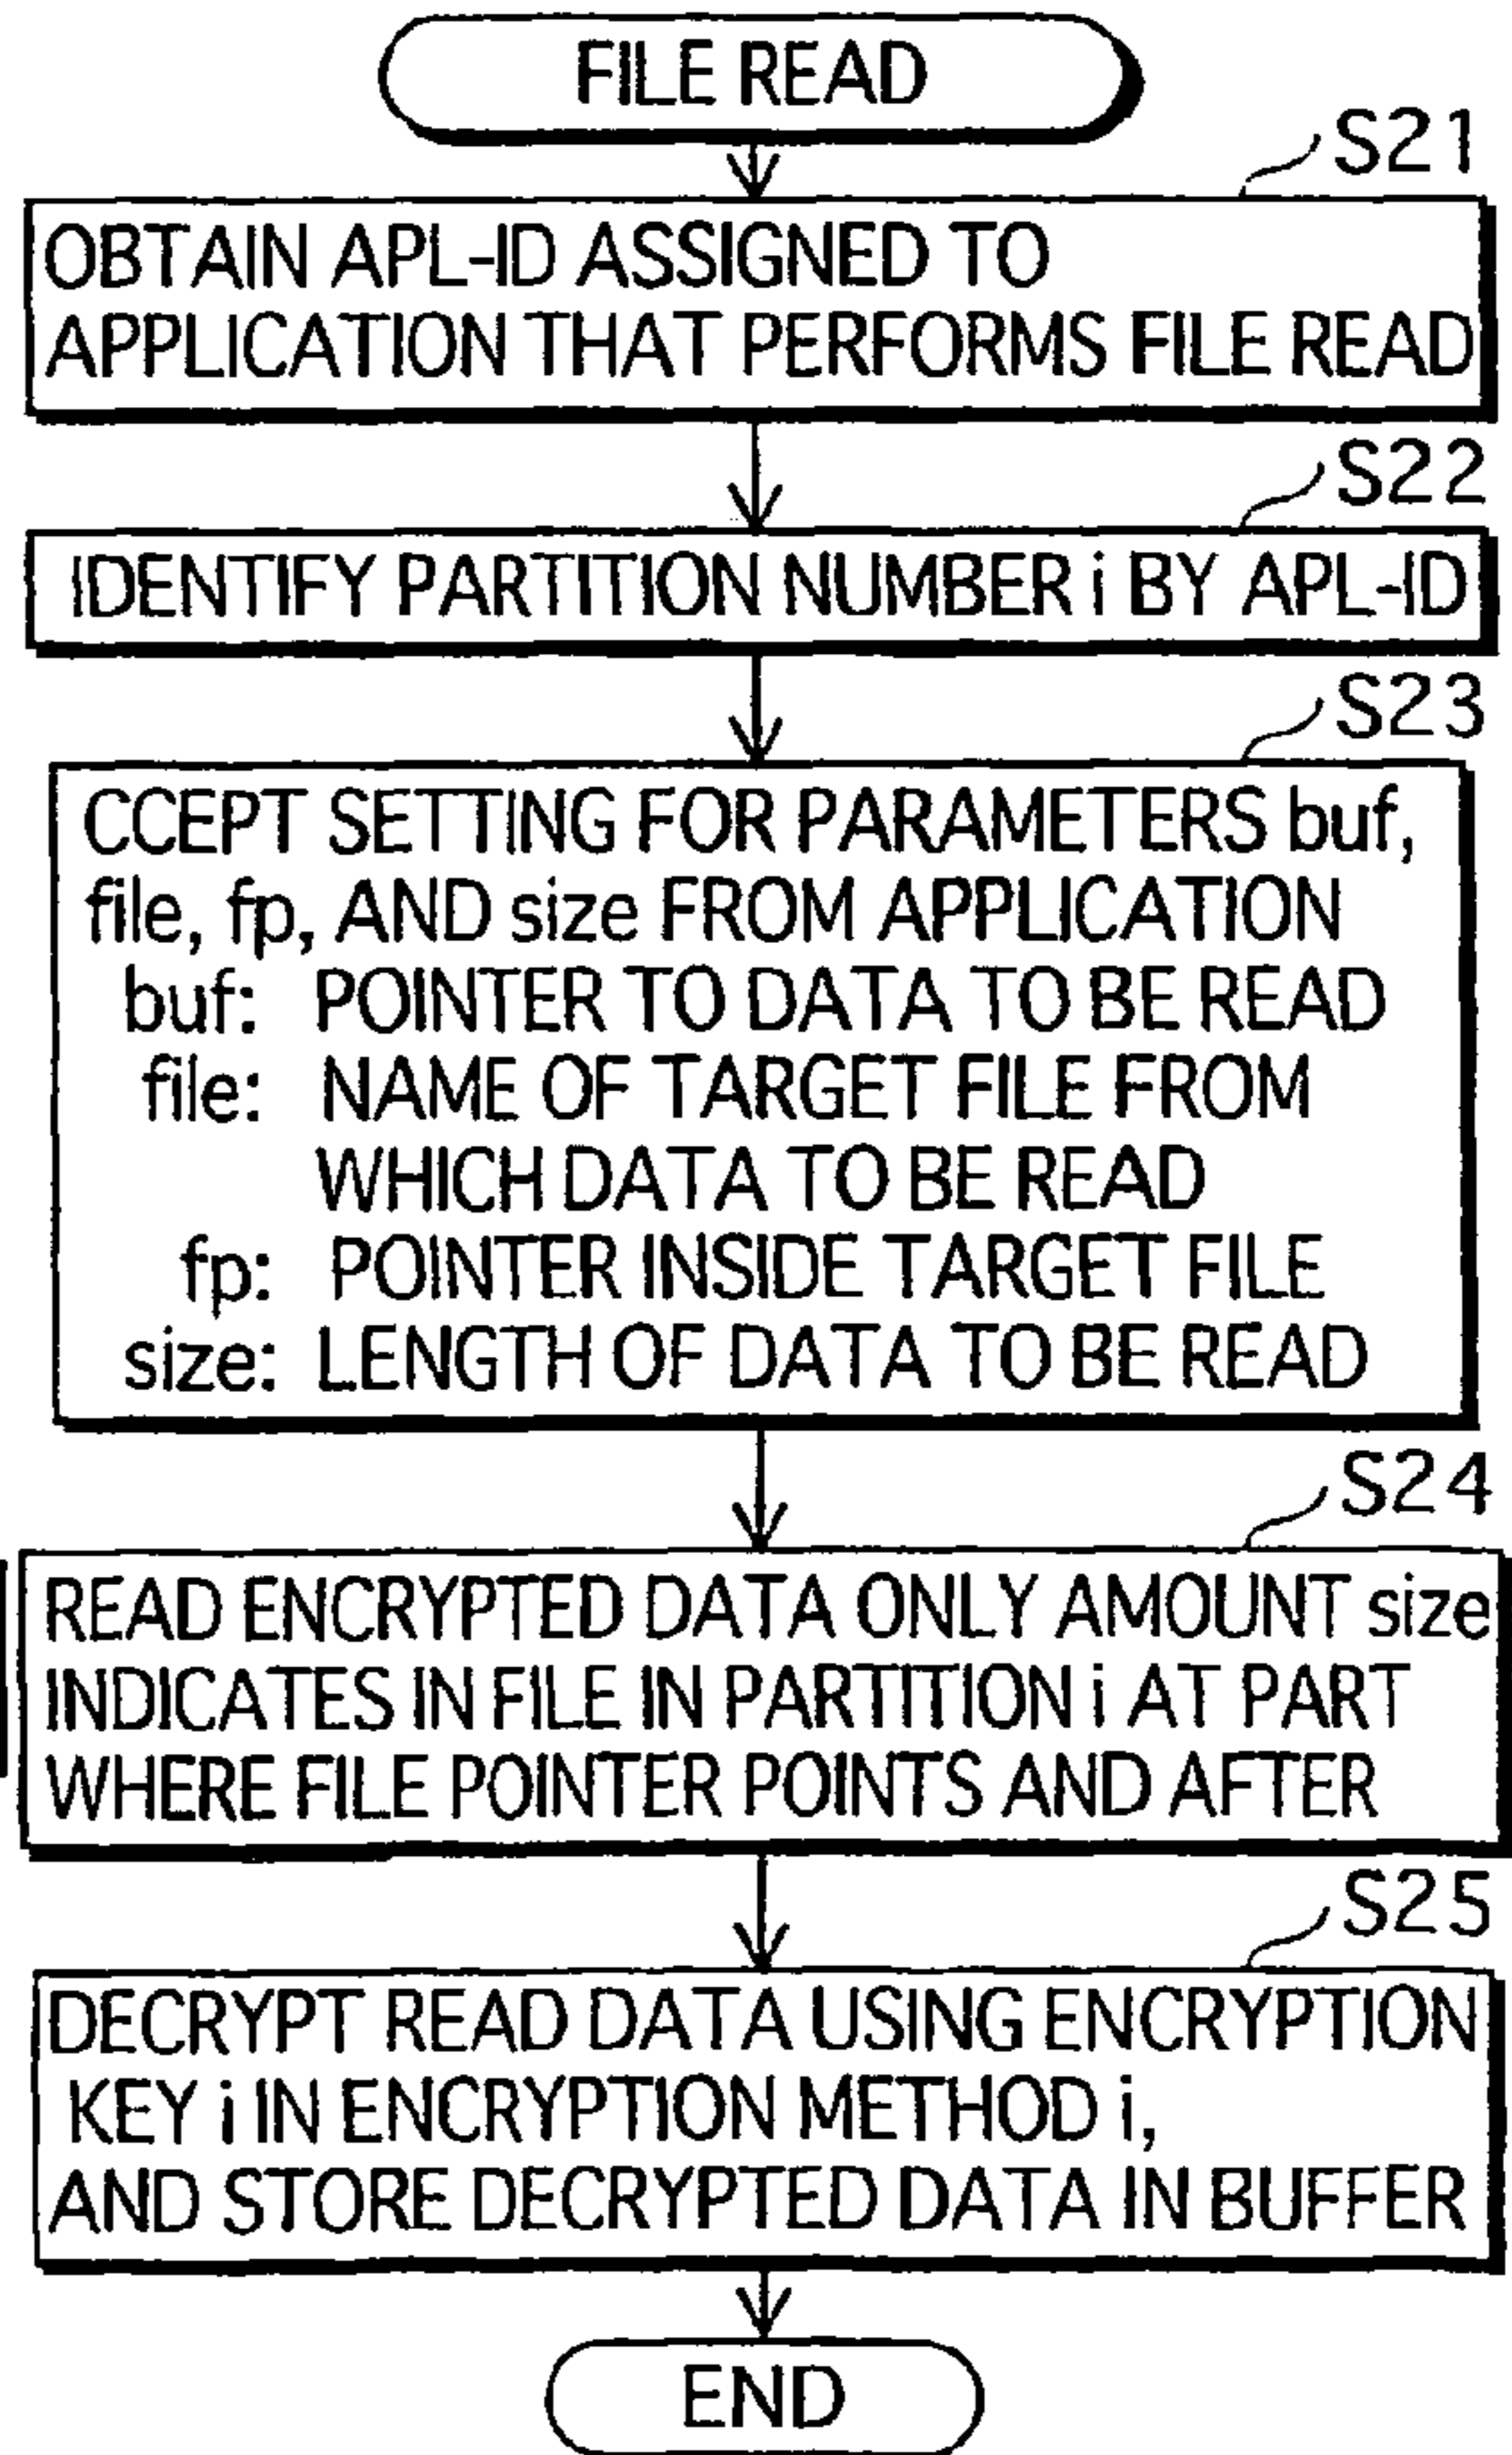 FILE READ
S21
OBTAIN APL-ID ASSIGNED TO
APPLICATION THAT PERFORMS FILE READ
S22
IDENTIFY PARTITION NUMBER i BY APL-ID
S23
CCEPT SETTING FOR PARAMETERS buf,
file, fp, AND size FROM APPLICATION
buf: POINTER TO DATA TO BE READ
file: NAME OF TARGET FILE FROM
WHICH DATA TO BE READ
fp: POINTER INSIDE TARGET FILE
size: LENGTH OF DATA TO BE READ
S24
READ ENCRYPTED DATA ONLY AMOUNT size
INDICATES IN FILE IN PARTITION i AT PART
WHERE FILE POINTER POINTS AND AFTER
S25
DECRYPT READ DATA USING ENCRYPTION
KEY i IN ENCRYPTION METHOD i,
AND STORE DECRYPTED DATA IN BUFFER
END